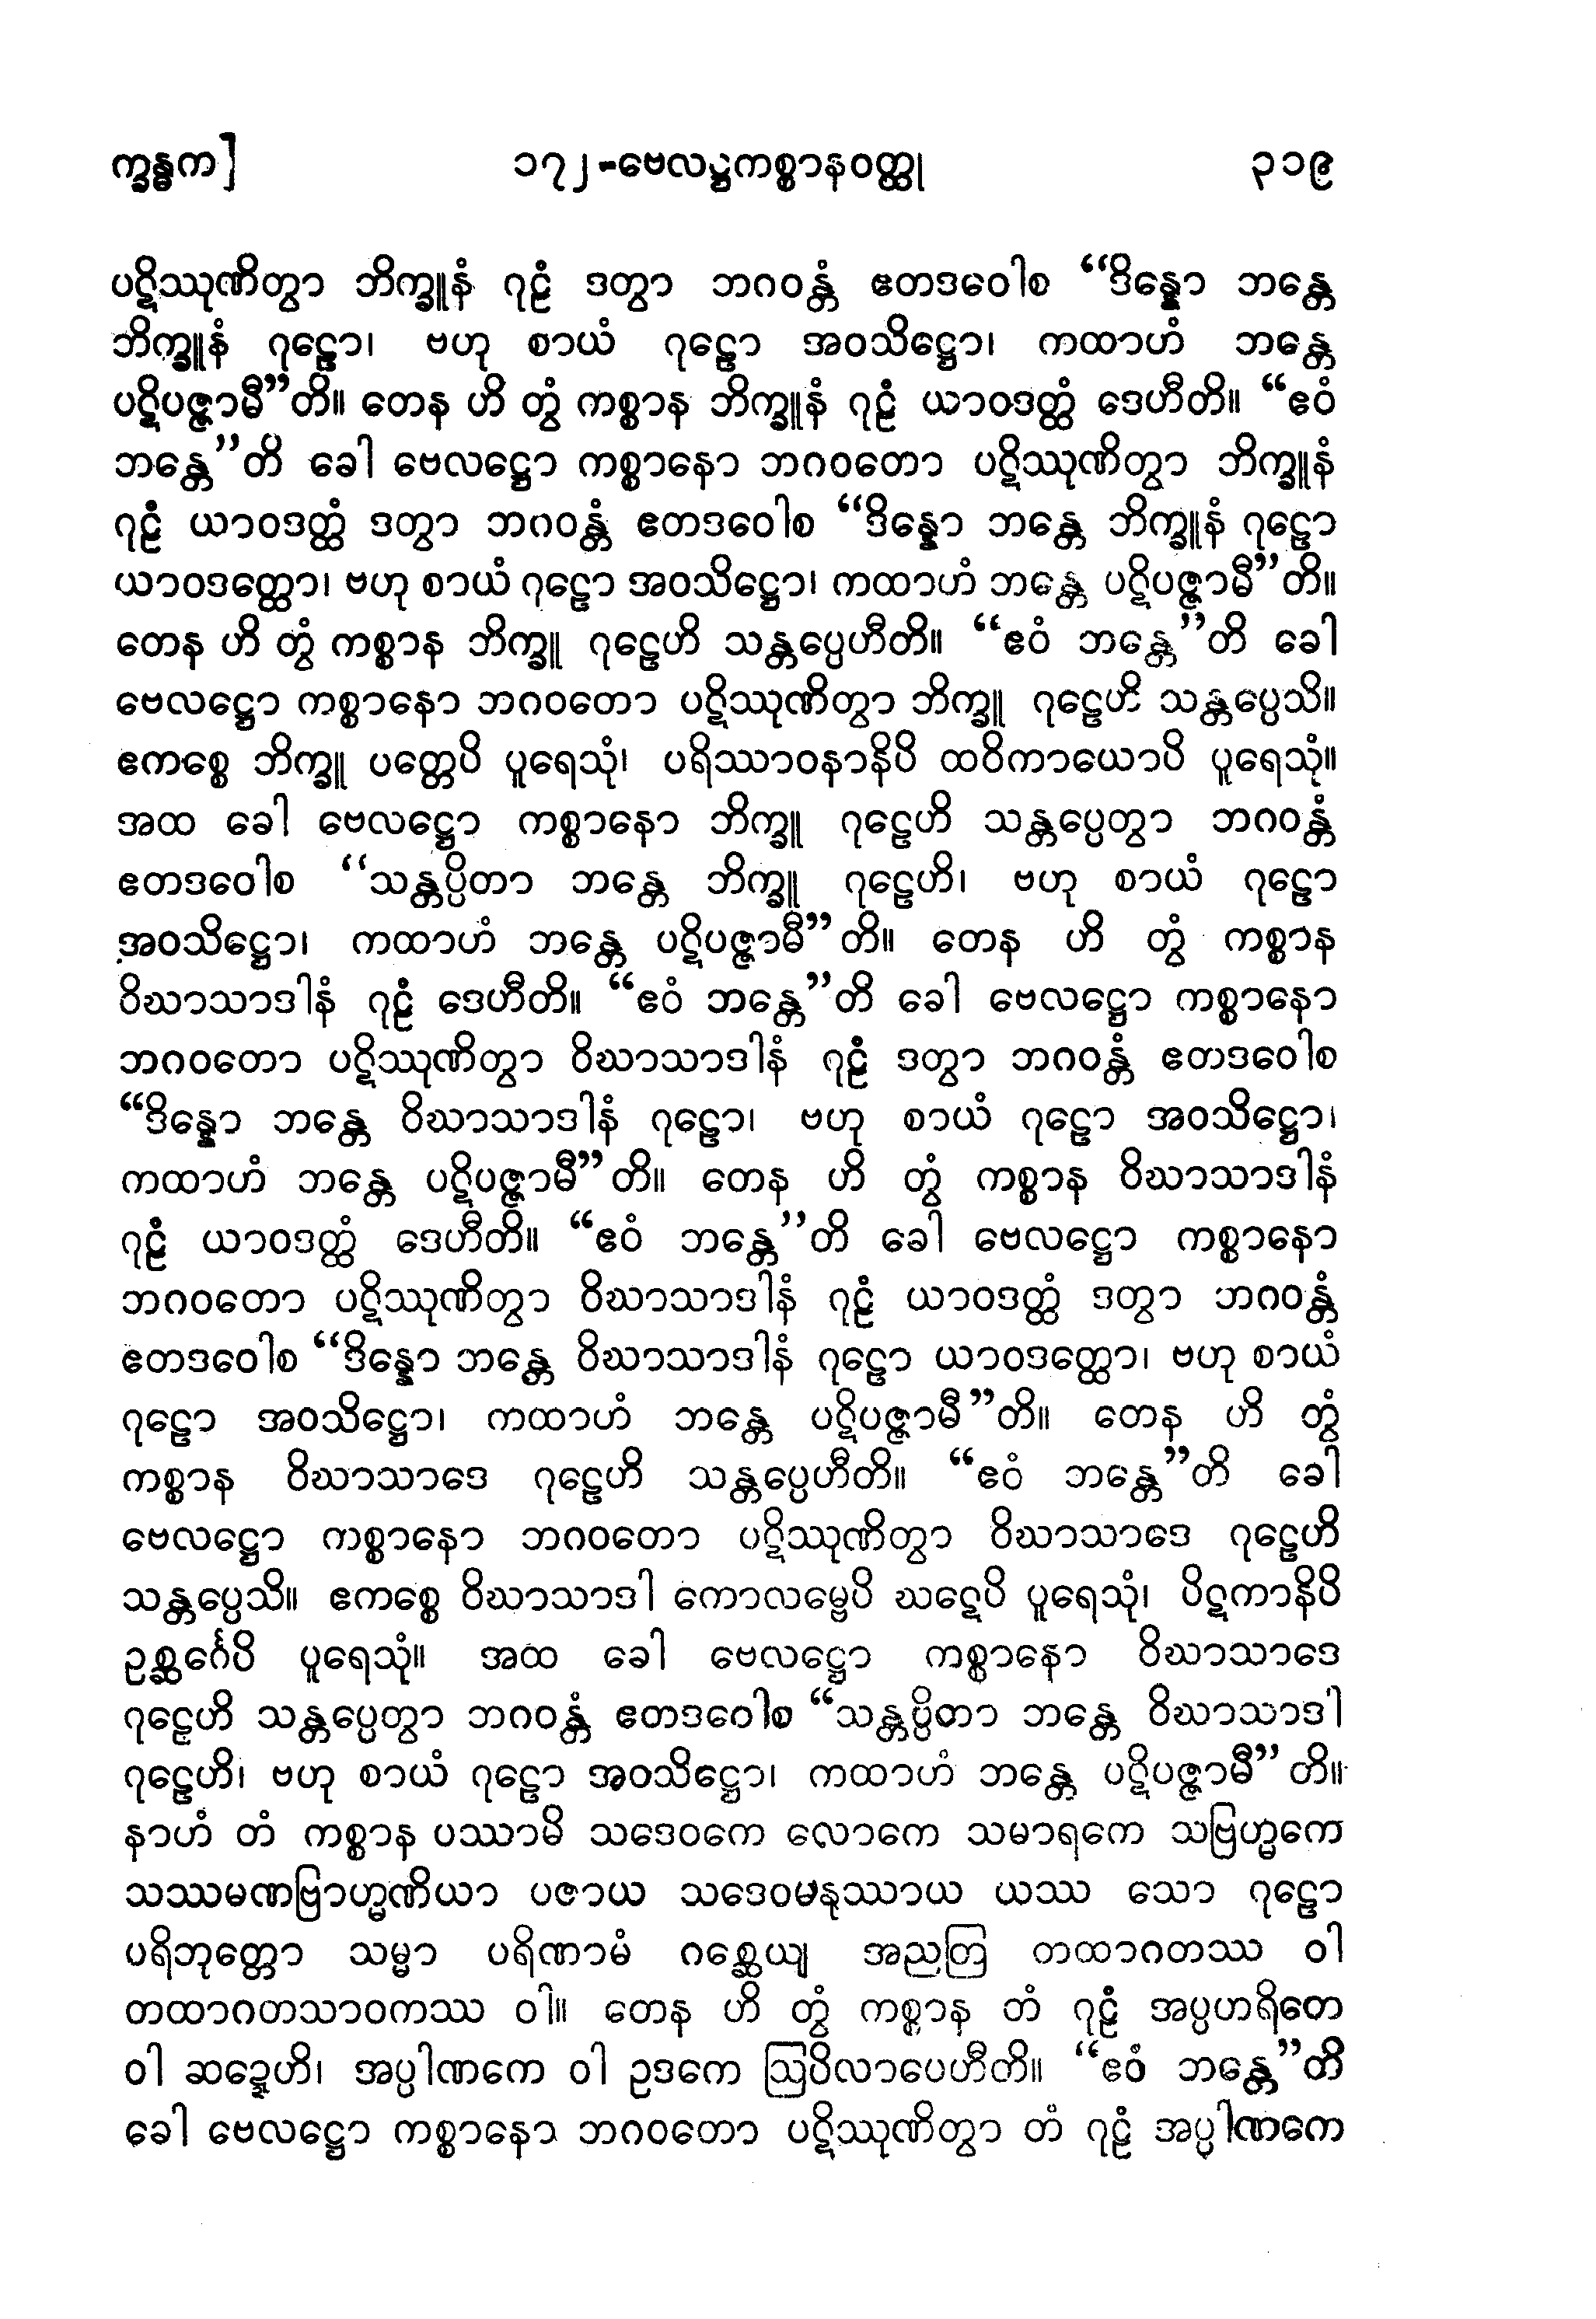 က္ခန္ဓက]	၁၇၂-ဗေလဋ္ဌကစ္စာနဝတ္ထု	၃၁၉
ပဋိဿုဏိတွာ ဘိက္ခူနံ ဂုဠံ ဒတွာ ဘဂဝန္တံ ဧတဒဝေါစ “ဒိန္နော ဘန္တေ
ဘိက္ခူနံ ဂုဠော၊ ဗဟု စာယံ ဂုဠော အဝသိဋ္ဌော၊ ကထာဟံ ဘန္တေ
ပဋိပဇ္ဇာမီ”တိ။ တေန ဟိ တွံ ကစ္စာန ဘိက္ခူနံ ဂုဠံ ယာဝဒတ္ထံ ဒေဟီတိ။ “ဧဝံ
ဘန္တေ”တိ ခေါ ဗေလဋ္ဌော ကစ္စာနော ဘဂဝတော ပဋိဿုဏိတွာ ဘိက္ခူနံ
ဂုဠံ ယာဝဒတ္ထံ ဒတွာ ဘဂဝန္တံ ဧတဒဝေါစ “ဒိန္နော ဘန္တေ ဘိက္ခူနံ ဂုဠော
ယာဝဒတ္ထော၊ ဗဟု စာယံ ဂုဠော အဝသိဋ္ဌော၊ ကထာဟံ ဘန္တေ ပဋိပဇ္ဇာမီ”တိ။
တေန ဟိ တွံ ကစ္စာန ဘိက္ခူ ဂုဠေဟိ သန္တပ္ပေဟီတိ။ “ဧဝံ ဘန္တေ”တိ ခေါ
ဗေလဋ္ဌော ကစ္စာနော ဘဂဝတော ပဋိဿုဏိတွာ ဘိက္ခူ ဂုဠေဟိ သန္တပ္ပေသိ။
ဧကစ္စေ ဘိက္ခူ ပတ္တေပိ ပူရေသုံ၊ ပရိဿာဝနာနိပိ ထဝိကာယောပိ ပူရေသုံ။
အထ ခေါ ဗေလဋ္ဌော ကစ္စာနော ဘိက္ခူ ဂုဠေဟိ သန္တပ္ပေတွာ ဘဂဝန္တံ
ဧတဒဝေါစ “သန္တပ္ပိတာ ဘန္တေ ဘိက္ခူ ဂုဠေဟိ၊ ဗဟု စာယံ ဂုဠော
အဝသိဋ္ဌော၊ ကထာဟံ ဘန္တေ ပဋိပဇ္ဇာမီ”တိ။ တေန ဟိ တွံ ကစ္စာန
ဝိဃာသာဒါနံ ဂုဠံ ဒေဟီတိ။ “ဧဝံ ဘန္တေ”တိ ခေါ ဗေလဋ္ဌော ကစ္စာနော
ဘဂဝတော ပဋိဿုဏိတွာ ဝိဃာသာဒါနံ ဂုဠံ ဒတွာ ဘဂဝန္တံ ဧတဒဝေါစ
“ဒိန္နော ဘန္တေ ဝိဃာသာဒါနံ ဂုဠော၊ ဗဟု စာယံ ဂုဠော အဝသိဋ္ဌော၊
ကထာဟံ ဘန္တေ ပဋိပဇ္ဇာမီ”တိ။ တေန ဟိ တွံ ကစ္စာန ဝိဃာသာဒါနံ
ဂုဠံ ယာဝဒတ္ထံ ဒေဟီတိ။ “ဧဝံ ဘန္တေ”တိ ခေါ ဗေလဋ္ဌော ကစ္စာနော
ဘဂဝတော ပဋိဿုဏိတွာ ဝိဃာသာဒါနံ ဂုဠံ ယာဝဒတ္ထံ ဒတွာ ဘဂဝန္တံ
ဧတဒဝေါစ “ဒိန္နော ဘန္တေ ဝိဃာသာဒါနံ ဂုဠော ယာဝဒတ္ထော၊ ဗဟု စာယံ
ဂုဠော အဝသိဋ္ဌော၊ ကထာဟံ ဘန္တေ ပဋိပဇ္ဇာမီ”တိ။ တေန ဟိ တွံ
ကစ္စာန ဝိဃာသာဒေ ဂုဠေဟိ သန္တပ္ပေဟီတိ။ “ဧဝံ ဘန္တေ”တိ ခေါ
ဗေလဋ္ဌော ကစ္စာနော ဘဂဝတော ပဋိဿုဏိတွာ ဝိဃာသာဒေ ဂုဠေဟိ
သန္တပ္ပေသိ။ ဧကစ္စေ ဝိဃာသာဒါ ကောလမ္ဗေပိ ဃဋေပိ ပူရေသုံ၊ ပိဋကာနိပိ
ဥစ္ဆင်္ဂေပိ ပူရေသုံ။ အထ ခေါ ဗေလဋ္ဌော ကစ္စာနော ဝိဃာသာဒေ
ဂုဠေဟိ သန္တပ္ပေတွာ ဘဂဝန္တံ ဧတဒဝေါစ “သန္တပ္ပိတာ ဘန္တေ ဝိဃာသာဒါ
ဂုဠေဟိ၊ ဗဟု စာယံ ဂုဠော အဝသိဋ္ဌော၊ ကထာဟံ ဘန္တေ ပဋိပဇ္ဇာမီ”တိ။
နာဟံ တံ ကစ္စာန ပဿာမိ သဒေဝကေ လောကေ သမာရကေ သဗြဟ္မကေ
သဿမဏဗြာဟ္မဏိယာ ပဇာယ သဒေဝမနုဿာယ ယဿ သော ဂုဠော
ပရိဘုတ္တော သမ္မာ ပရိဏာမံ ဂစ္ဆေယျ အညတြ တထာဂတဿ ဝါ
တထာဂတသာဝကဿ ဝါ။ တေန ဟိ တွံ ကစ္စာန တံ ဂုဠံ အပ္ပဟရိတေ
ဝါ ဆဍ္ဍေဟိ၊ အပ္ပါဏကေ ဝါ ဥဒကေ ဩပိလာပေဟီတိ။ “ဧဝံ ဘန္တေ”တိ
ခေါ ဗေလဋ္ဌော ကစ္စာနော ဘဂဝတော ပဋိဿုဏိတွာ တံ ဂုဠံ အပ္ပါဏကေ